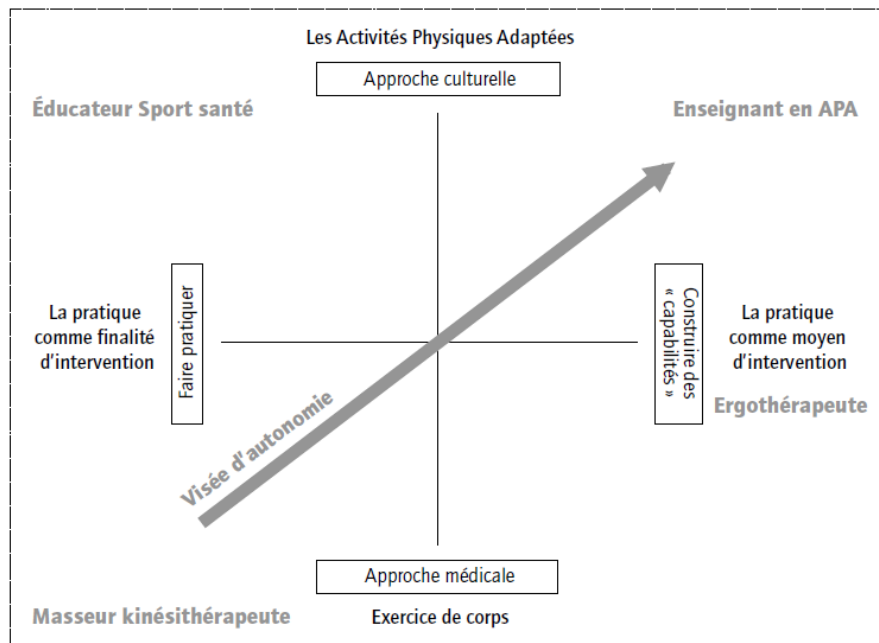 Les Activités Physiques Adaptées
Approche culturelle
Éducateur Sport santé
Enseignant en APA
La pratique
comme finalité
d'intervention
Faire pratiquer
Construire des
« capabilités »
La pratique
comme moyen
d'intervention
Ergothérapeute
Visée d'autonomie
Approche médicale
Masseur kinésithérapeute
Exercice de corps